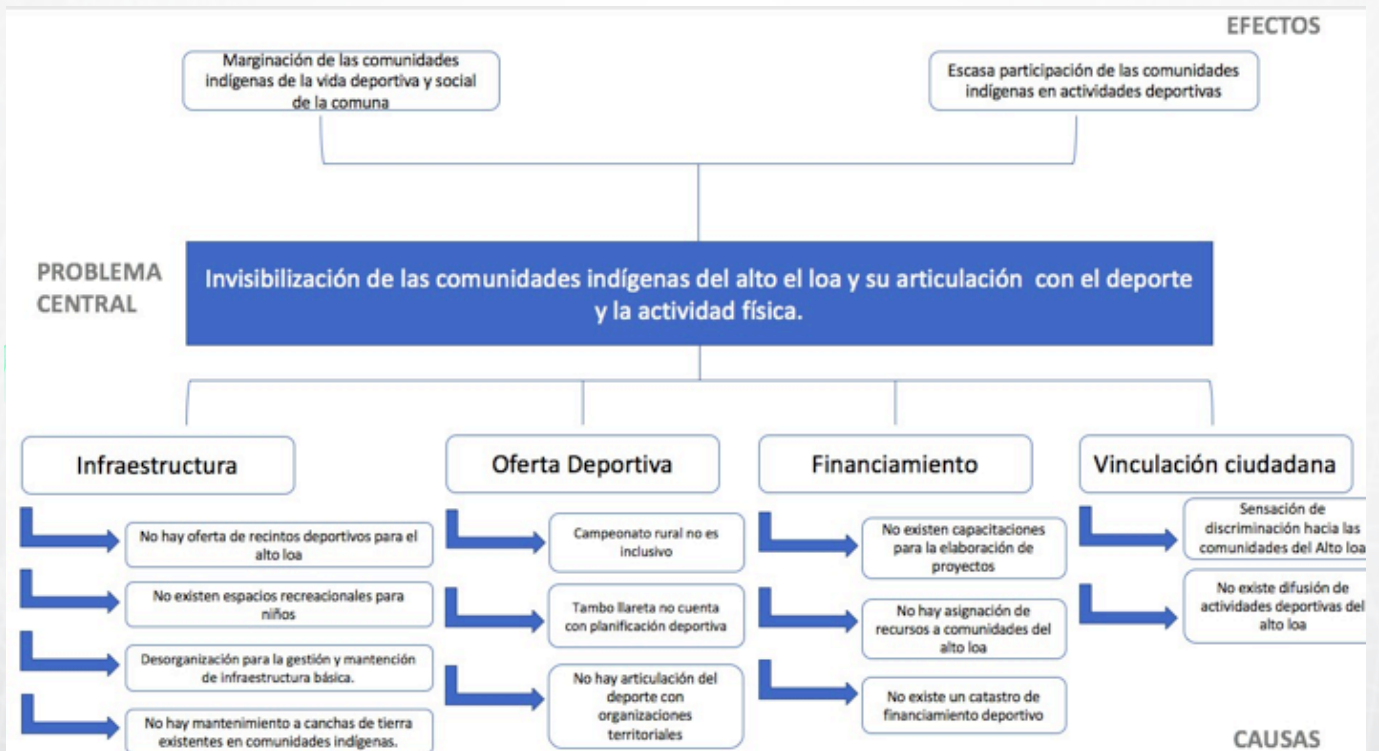 EFECTOS
Marginación de las comunidades
indígenas de la vida deportiva y social
de la comuna
Escasa participación de las comunidades
indígenas en actividades deportivas
PROBLEMA
CENTRAL
Invisibilización de las comunidades indígenas del alto el loa y su articulación con el deporte
y la actividad física.
Infraestructura
No hay oferta de recintos deportivos para el
alto loa
No existen espacios recreacionales para
niños
Desorganización para la gestión y mantención
de infraestructura básica.
No hay mantenimiento a canchas de tierra
existentes en comunidades indígenas.
Oferta Deportiva
Campeonato rural no es
inclusivo
Tambo llareta no cuenta
con planificación deportiva
No hay articulación del
deporte con
organizaciones
territoriales
Financiamiento
No existen capacitaciones
para la elaboración de
proyectos
No hay asignación de
recursos a comunidades del
alto loa
No existe un catastro de
financiamiento deportivo
Vinculación ciudadana
Sensación de
discriminación hacia las
comunidades del Alto loa
No existe difusión de
actividades deportivas del
alto loa
CAUSAS